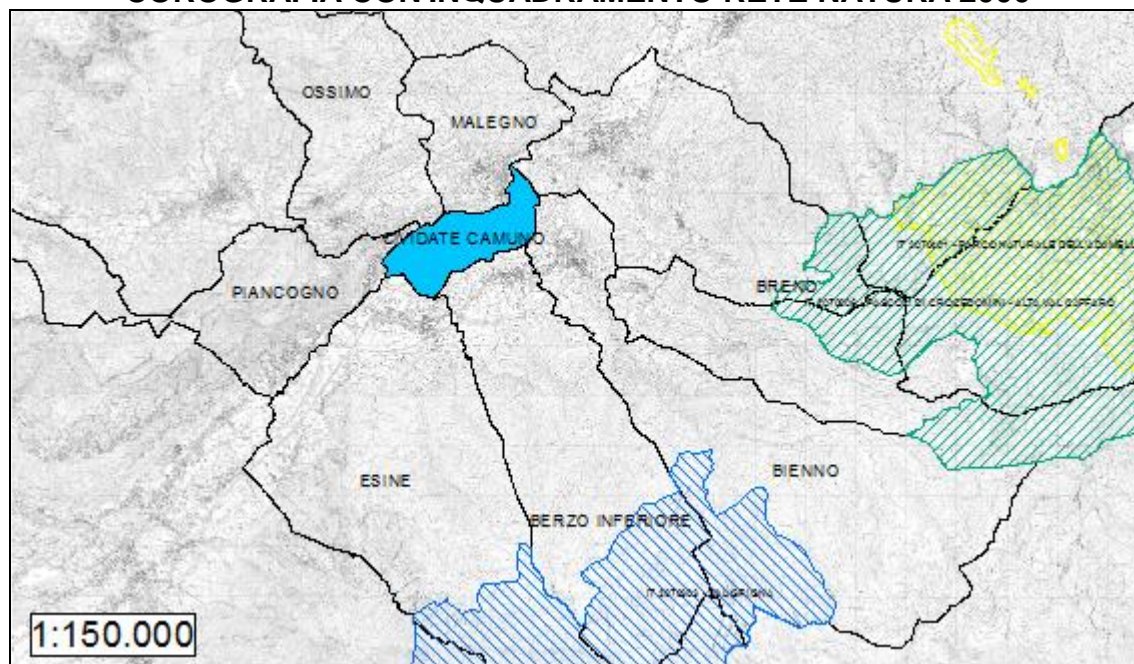 COROGRAFIA CON INQUADRAMENTO RETE NATURA 2000
OSSIMO
MALEGNO
CIVIDATE CAMUNO
PIANCOGNO
BRENO
ESINE
BIENNO
BERZO INFERIORE
1:150.000